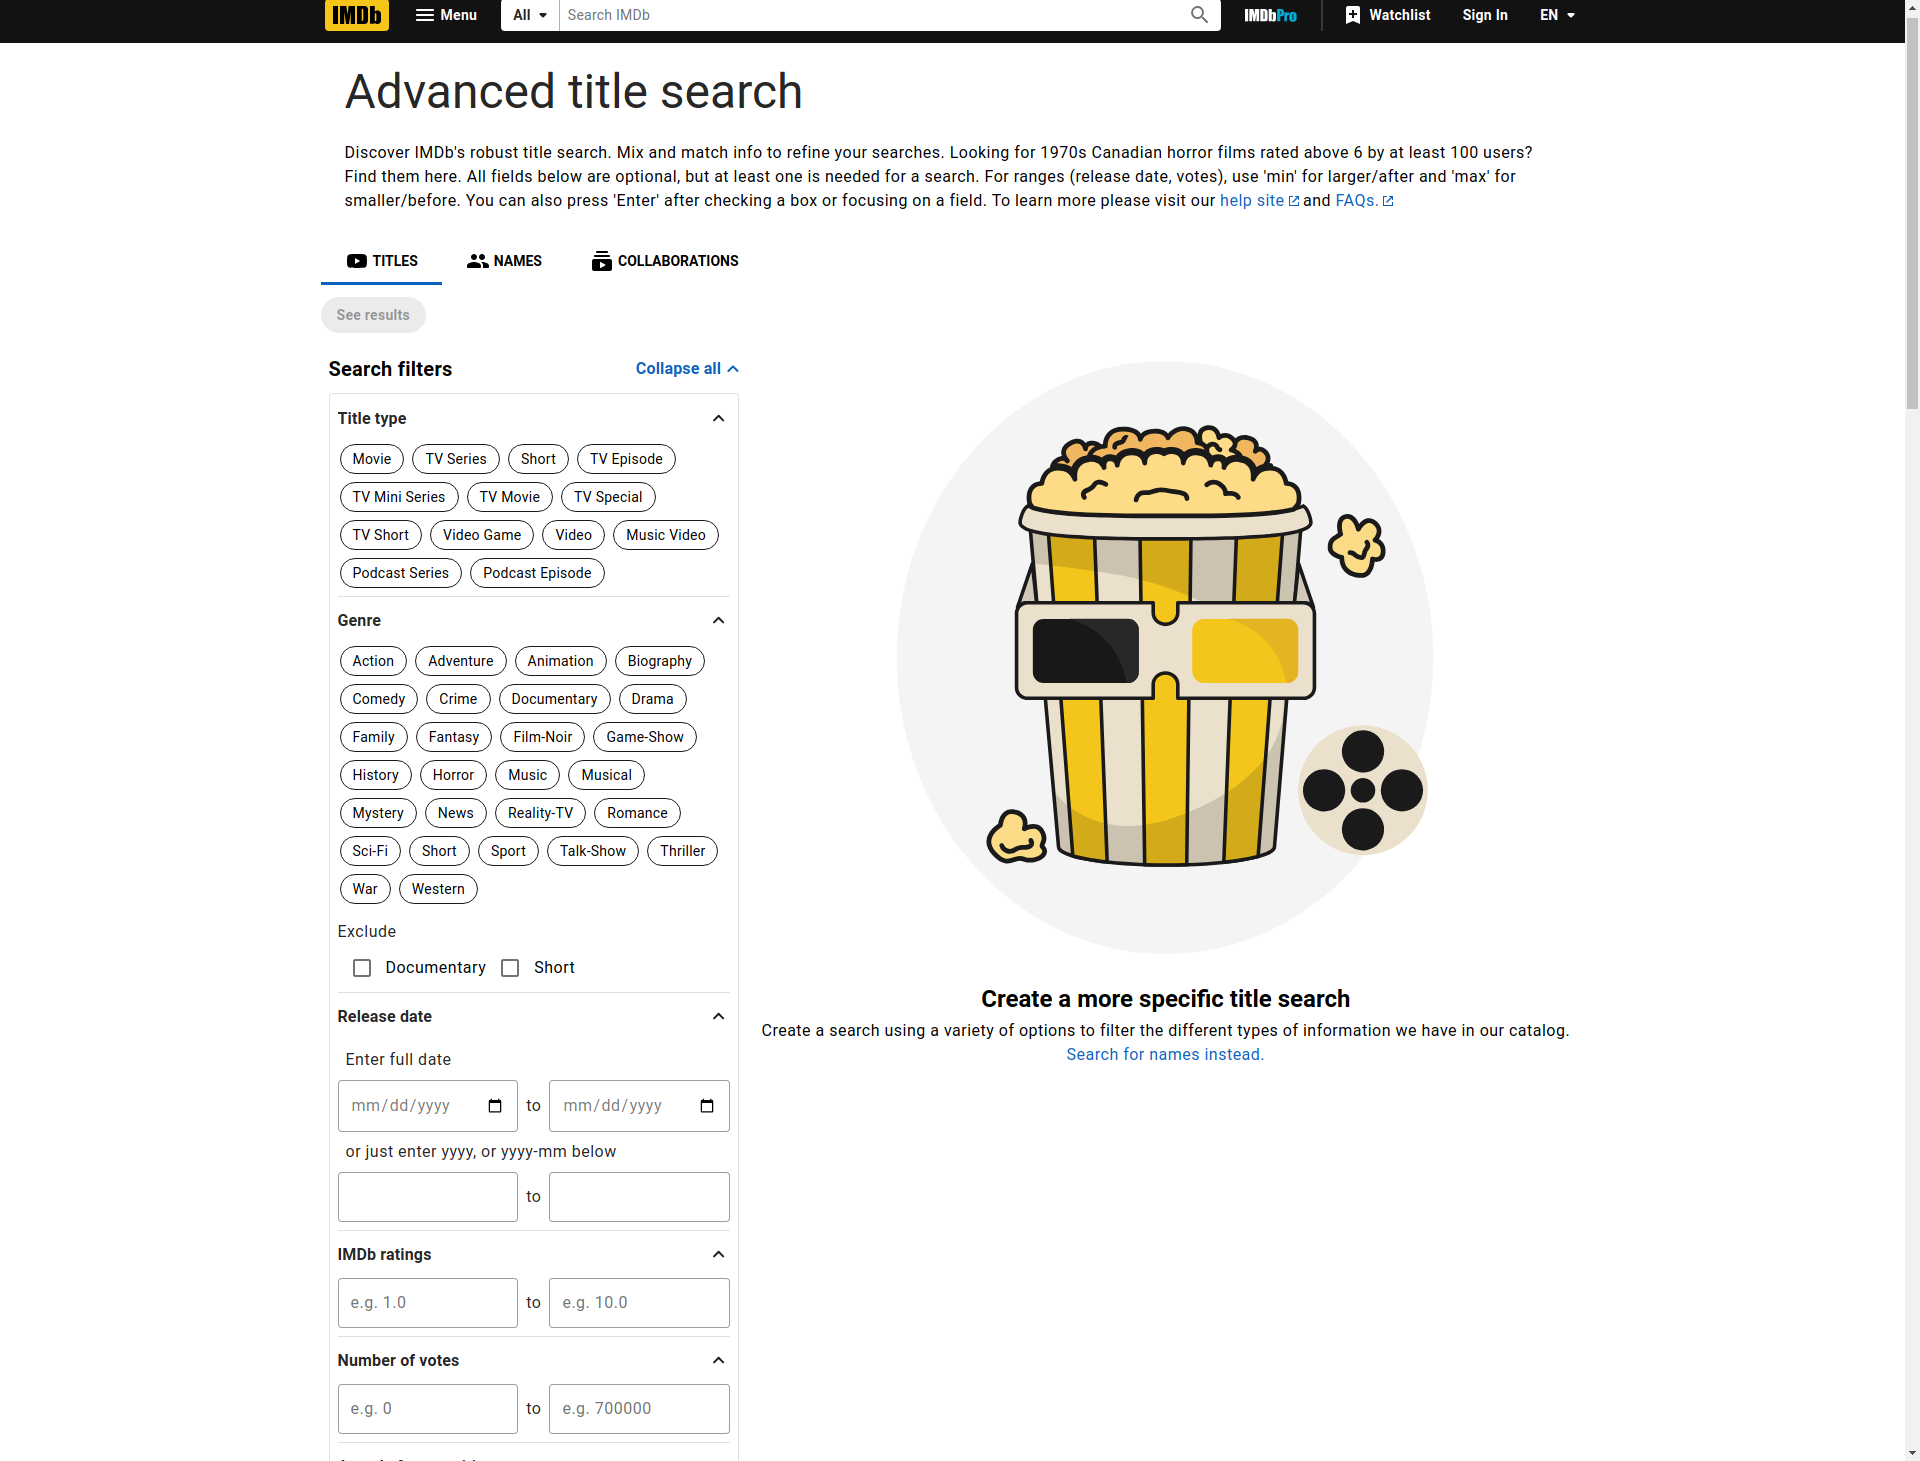 IMDb Menu All Search IMDb IMDbPro Watchlist Sign In EN
Advanced title search
Discover IMDb's robust title search. Mix and match info to refine your searches. Looking for 1970s Canadian horror films rated above 6 by at least 100 users?
Find them here. All fields below are optional, but at least one is needed for a search. For ranges (release date, votes), use 'min' for larger/after and 'max' for
smaller/before. You can also press 'Enter' after checking a box or focusing on a field. To learn more please visit our help site and FAQs.
TITLES NAMES COLLABORATIONS
See results
Search filters Collapse all
Title type
Movie TV Series Short TV Episode
TV Mini Series TV Movie TV Special
TV Short Video Game Video Music Video
Podcast Series Podcast Episode
Genre
Action Adventure Animation Biography
Comedy Crime Documentary Drama
Family Fantasy Film-Noir Game-Show
History Horror Music Musical
Mystery News Reality-TV Romance
Sci-Fi Short Sport Talk-Show Thriller
War Western
Exclude
Documentary Short
Release date
Enter full date
mm/dd/yyyy to mm/dd/yyyy
or just enter yyyy, or yyyy-mm below
to
IMDb ratings
e.g. 1.0 to e.g. 10.0
Number of votes
e.g. 0 to e.g. 700000
Create a more specific title search
Create a search using a variety of options to filter the different types of information we have in our catalog.
Search for names instead.